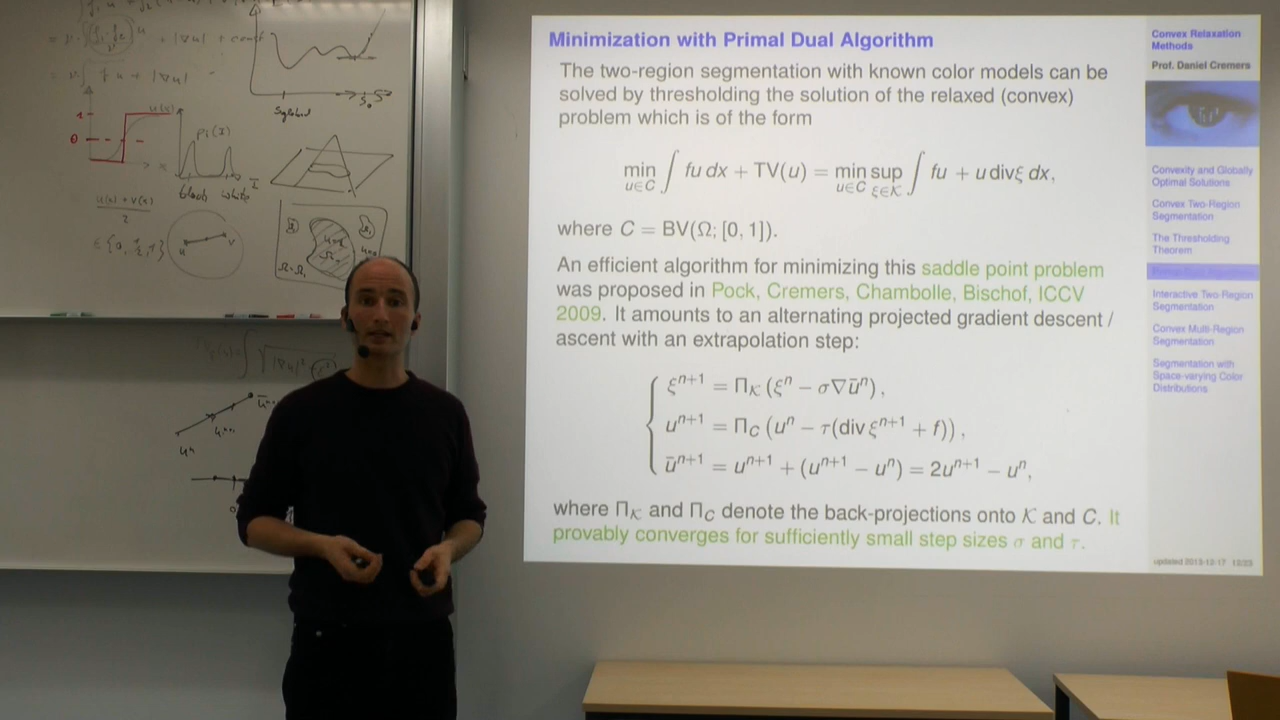 Minimization with Primal Dual Algorithm
The two-region segmentation with known color models can be
solved by thresholding the solution of the relaxed (convex)
problem which is of the form
min_{u∈C} ∫ fu dx + TV(u) = min_{u∈C} sup_{ξ∈𝒦} ∫ fu + u divξ dx,
where C = BV(Ω; [0, 1]).
An efficient algorithm for minimizing this saddle point problem
was proposed in Pock, Cremers, Chambolle, Bischof, ICCV
2009. It amounts to an alternating projected gradient descent /
ascent with an extrapolation step:
ξ^{n+1} = Π_𝒦 (ξ^n − σ∇ū^n),
u^{n+1} = Π_C (u^n − τ(div ξ^{n+1} + f)),
ū^{n+1} = u^{n+1} + (u^{n+1} − u^n) = 2u^{n+1} − u^n,
where Π_𝒦 and Π_C denote the back-projections onto 𝒦 and C. It
provably converges for sufficiently small step sizes σ and τ.
Convex Relaxation
Methods
Prof. Daniel Cremers
Convexity and Globally
Optimal Solutions
Convex Two-Region
Segmentation
The Thresholding
Theorem
Interactive Two-Region
Segmentation
Convex Multi-Region
Segmentation
Segmentation with
Space-varying Color
Distributions
updated 2013-12-17
u(x)
1
0
x
black
white
u(x) + v(x)
2
u
v
u^n